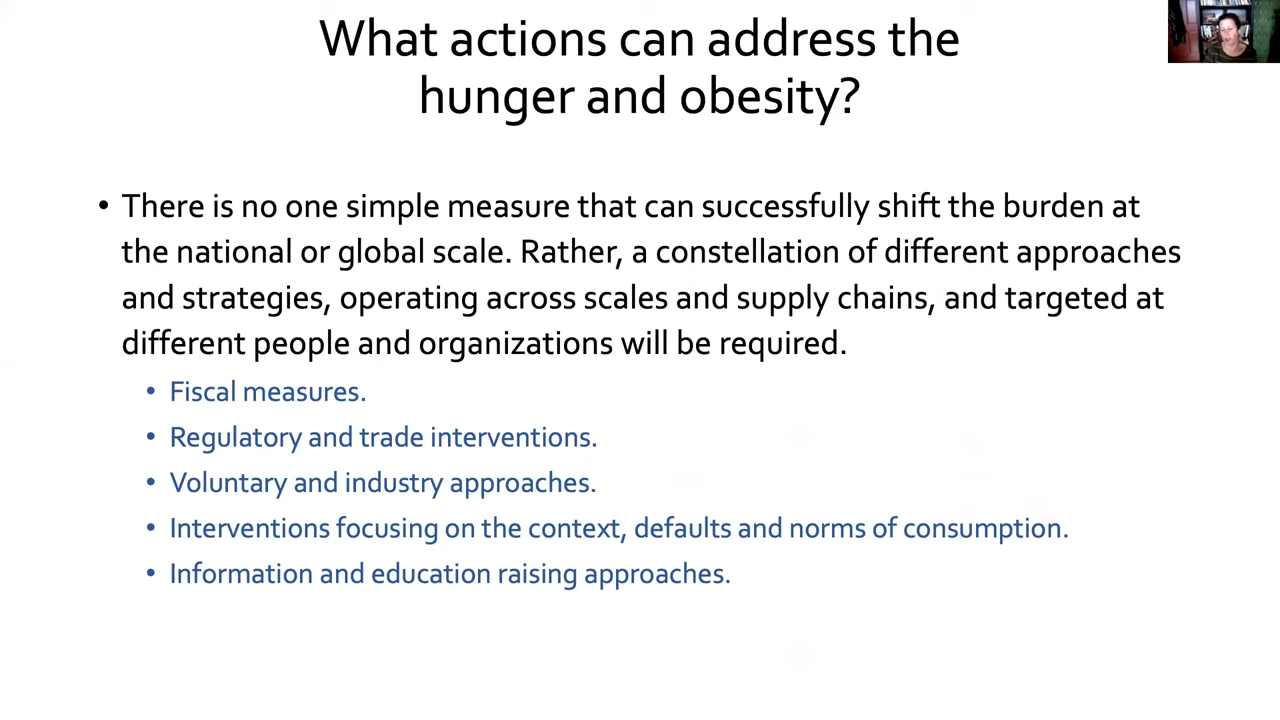 What actions can address the
hunger and obesity?
• There is no one simple measure that can successfully shift the burden at
the national or global scale. Rather, a constellation of different approaches
and strategies, operating across scales and supply chains, and targeted at
different people and organizations will be required.
• Fiscal measures.
• Regulatory and trade interventions.
• Voluntary and industry approaches.
• Interventions focusing on the context, defaults and norms of consumption.
• Information and education raising approaches.